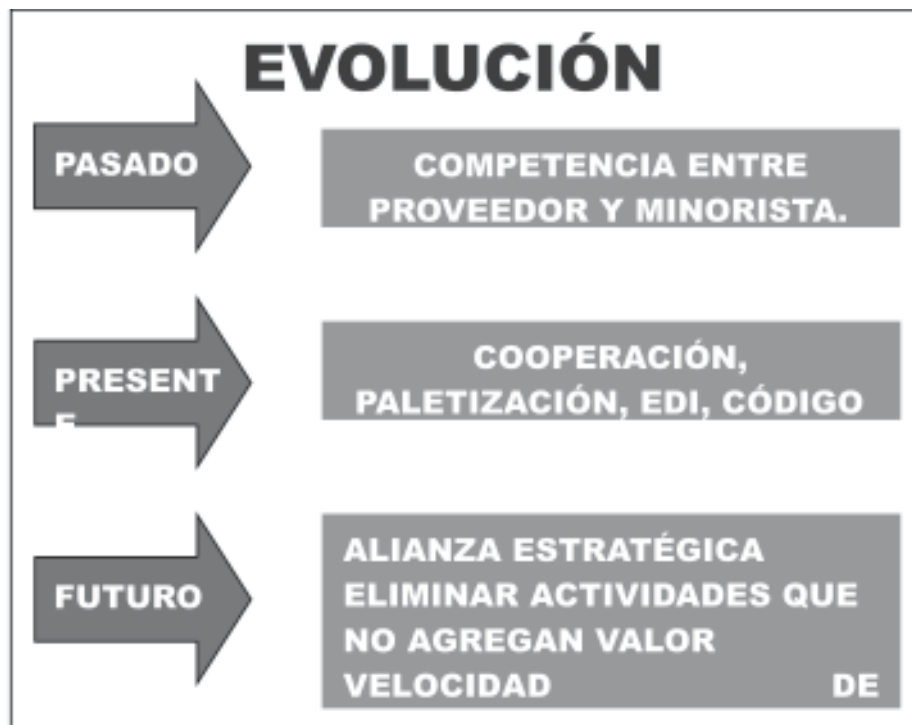 EVOLUCIÓN
PASADO
COMPETENCIA ENTRE
PROVEEDOR Y MINORISTA.
PRESENT
E
COOPERACIÓN,
PALETIZACIÓN, EDI, CÓDIGO
FUTURO
ALIANZA ESTRATÉGICA
ELIMINAR ACTIVIDADES QUE
NO AGREGAN VALOR
VELOCIDAD DE